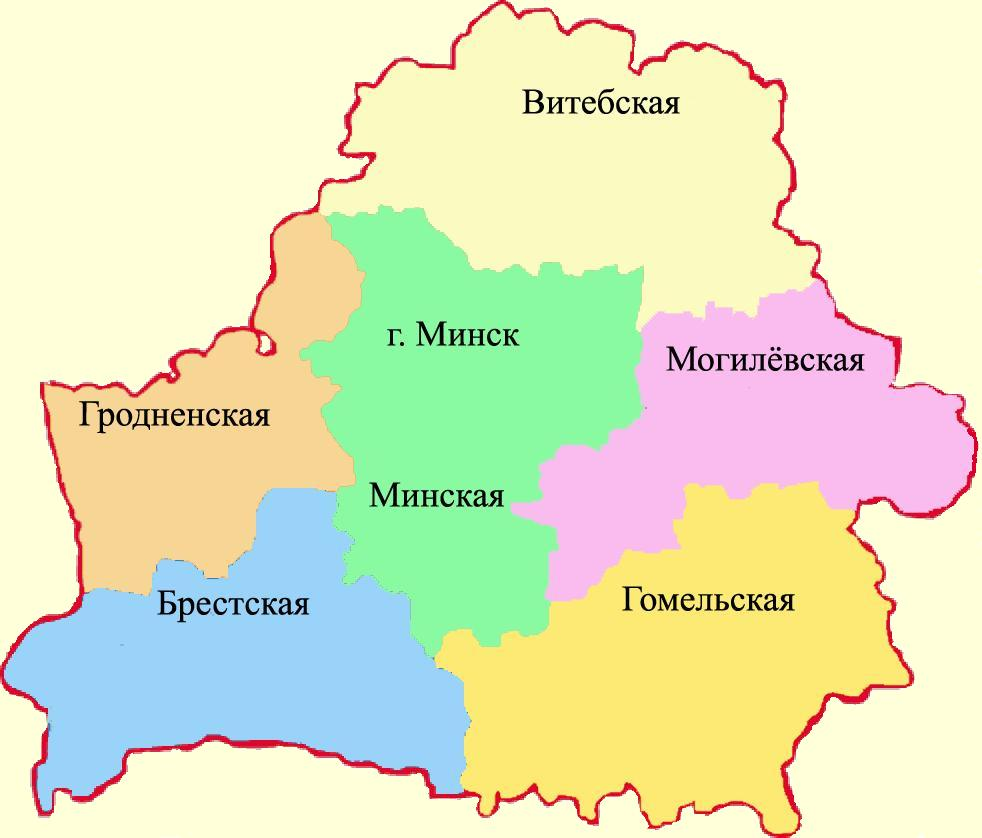 Витебская
г. Минск
Могилёвская
Гродненская
Минская
Брестская
Гомельская